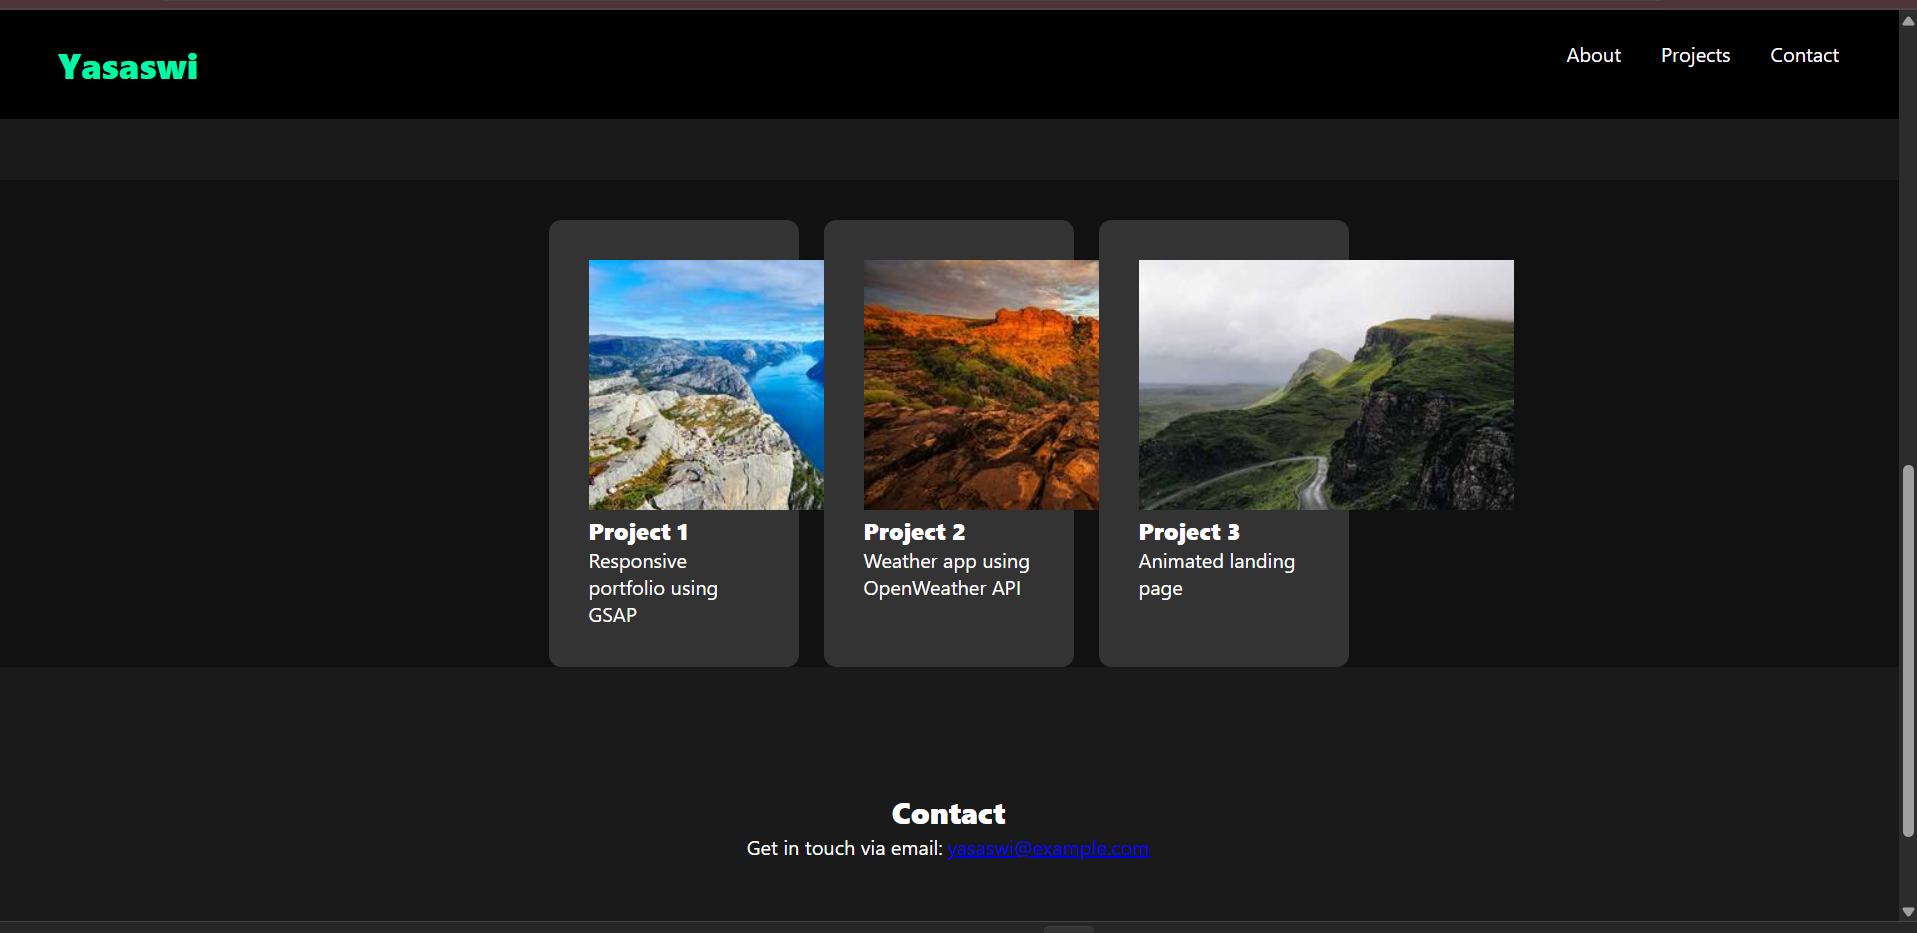 Yasaswi
About Projects Contact
Project 1
Responsive
portfolio using
GSAP
Project 2
Weather app using
OpenWeather API
Project 3
Animated landing
page
Contact
Get in touch via email: yasaswi@example.com